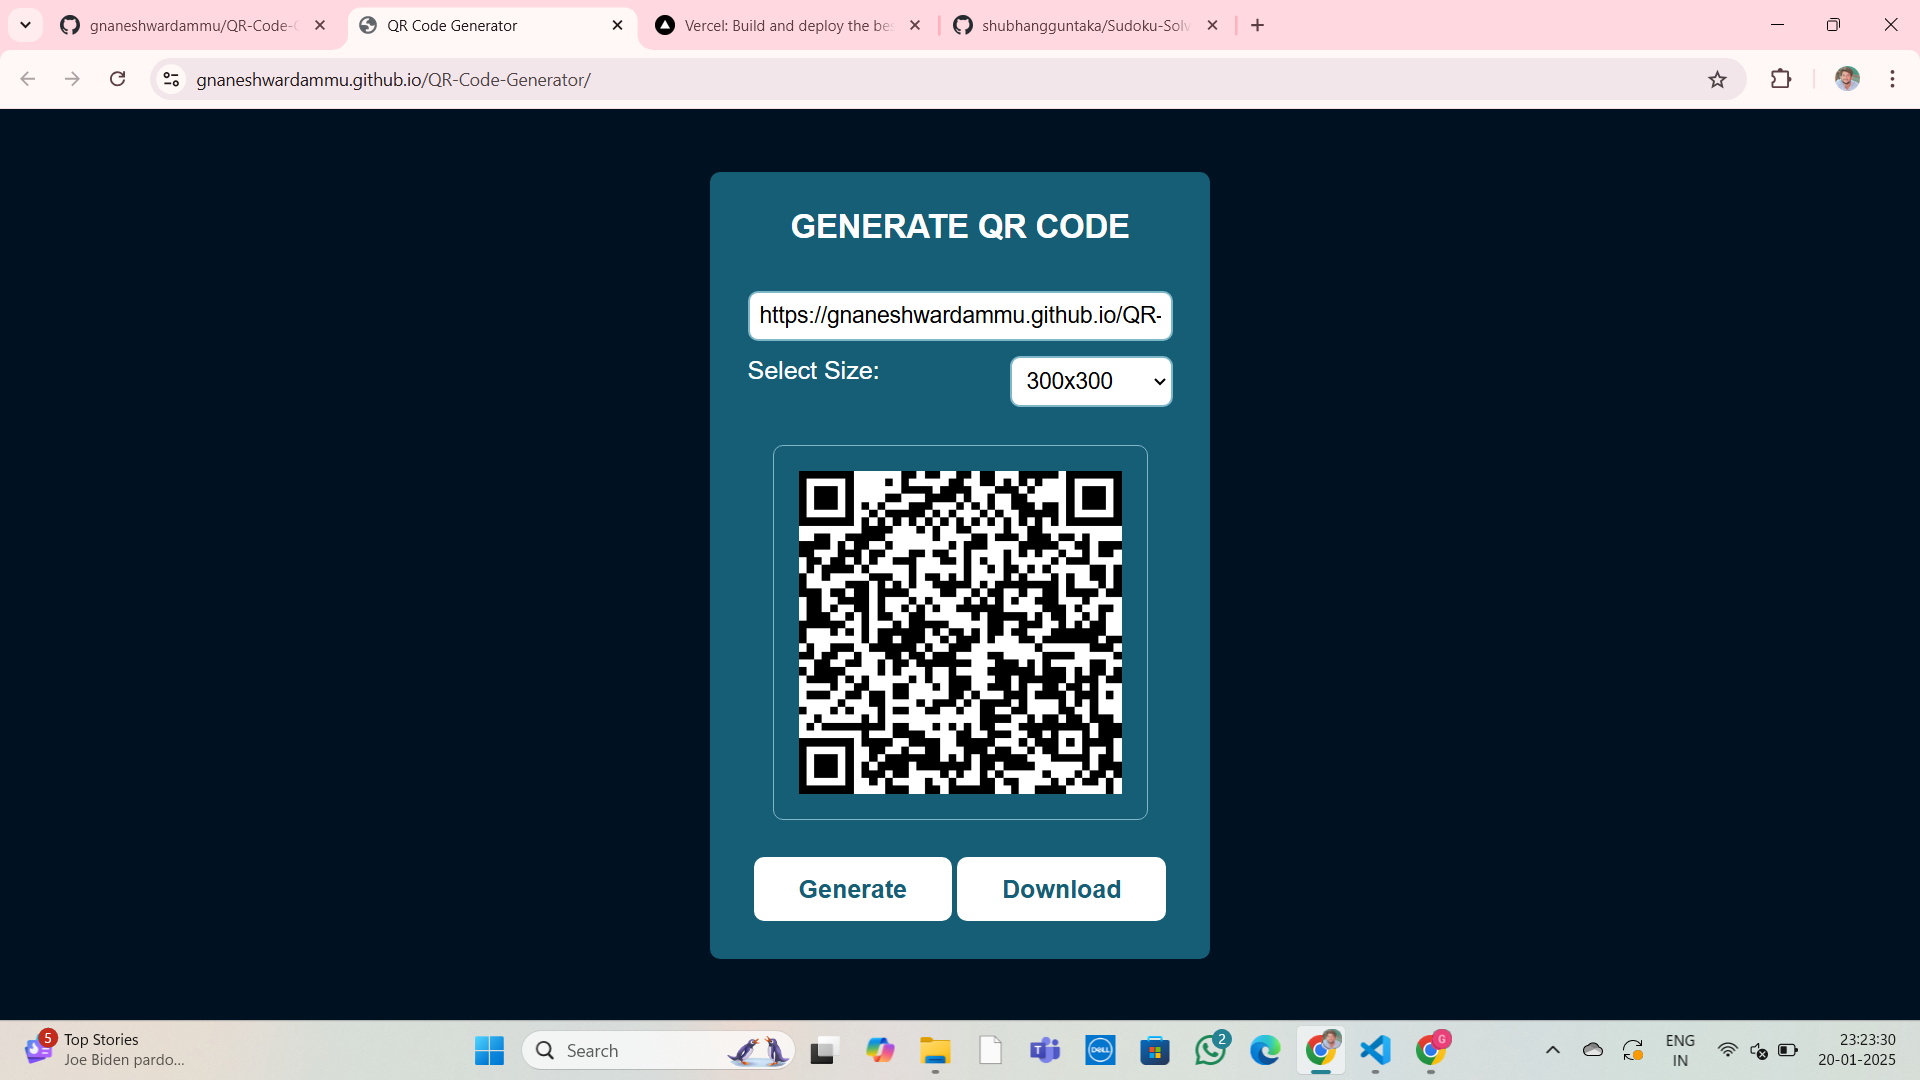 gnaneshwardammu/QR-Code-G
QR Code Generator
Vercel: Build and deploy the bes
shubhangguntaka/Sudoku-Solv
gnaneshwardammu.github.io/QR-Code-Generator/
GENERATE QR CODE
https://gnaneshwardammu.github.io/QR-
Select Size:
300x300
Generate
Download
5
Top Stories
Joe Biden pardo...
Search
DELL
2
G
ENG
IN
23:23:30
20-01-2025